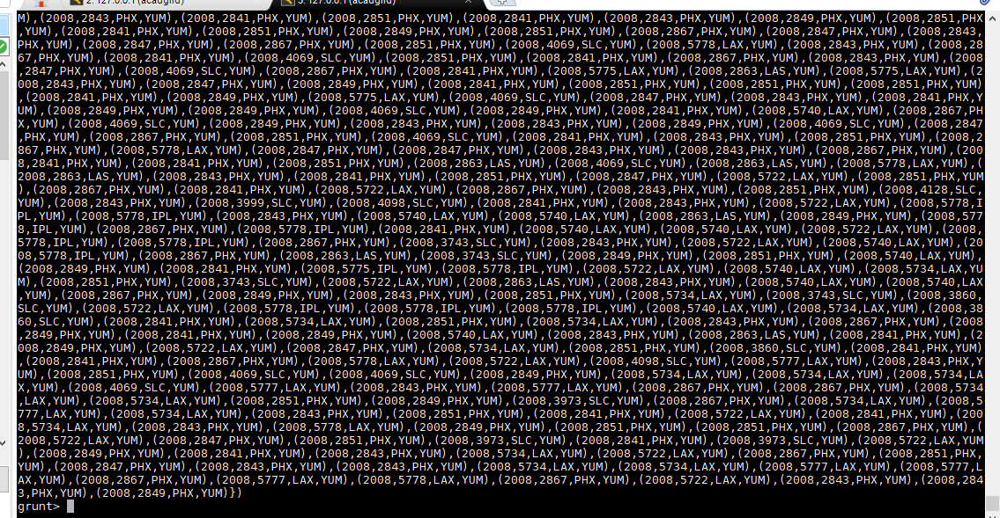 2. 127.0.0.1 (acadgild)
3. 127.0.0.1 (acadgild)
M),(2008,2843,PHX,YUM),(2008,2841,PHX,YUM),(2008,2851,PHX,YUM),(2008,2841,PHX,YUM),(2008,2843,PHX,YUM),(2008,2849,PHX,YUM),(2008,2851,PHX
,YUM),(2008,2841,PHX,YUM),(2008,2851,PHX,YUM),(2008,2849,PHX,YUM),(2008,2851,PHX,YUM),(2008,2867,PHX,YUM),(2008,2847,PHX,YUM),(2008,2843,
PHX,YUM),(2008,2847,PHX,YUM),(2008,2867,PHX,YUM),(2008,2851,PHX,YUM),(2008,4069,SLC,YUM),(2008,5778,LAX,YUM),(2008,2843,PHX,YUM),(2008,28
67,PHX,YUM),(2008,2841,PHX,YUM),(2008,4069,SLC,YUM),(2008,2851,PHX,YUM),(2008,2841,PHX,YUM),(2008,2867,PHX,YUM),(2008,2843,PHX,YUM),(2008
,2847,PHX,YUM),(2008,4069,SLC,YUM),(2008,2867,PHX,YUM),(2008,2841,PHX,YUM),(2008,5775,LAX,YUM),(2008,2863,LAS,YUM),(2008,5775,LAX,YUM),(2
008,2843,PHX,YUM),(2008,2847,PHX,YUM),(2008,2849,PHX,YUM),(2008,2841,PHX,YUM),(2008,2851,PHX,YUM),(2008,2851,PHX,YUM),(2008,2851,PHX,YUM)
,(2008,2841,PHX,YUM),(2008,2849,PHX,YUM),(2008,5775,LAX,YUM),(2008,4069,SLC,YUM),(2008,2847,PHX,YUM),(2008,2843,PHX,YUM),(2008,2841,PHX,Y
UM),(2008,2849,PHX,YUM),(2008,2849,PHX,YUM),(2008,4069,SLC,YUM),(2008,2849,PHX,YUM),(2008,2841,PHX,YUM),(2008,5740,LAX,YUM),(2008,2867,PH
X,YUM),(2008,4069,SLC,YUM),(2008,2849,PHX,YUM),(2008,2843,PHX,YUM),(2008,2843,PHX,YUM),(2008,2849,PHX,YUM),(2008,4069,SLC,YUM),(2008,2847
,PHX,YUM),(2008,2867,PHX,YUM),(2008,2851,PHX,YUM),(2008,4069,SLC,YUM),(2008,2841,PHX,YUM),(2008,2843,PHX,YUM),(2008,2851,PHX,YUM),(2008,2
867,PHX,YUM),(2008,5778,LAX,YUM),(2008,2847,PHX,YUM),(2008,2847,PHX,YUM),(2008,2843,PHX,YUM),(2008,2843,PHX,YUM),(2008,2867,PHX,YUM),(200
8,2841,PHX,YUM),(2008,2841,PHX,YUM),(2008,2851,PHX,YUM),(2008,2863,LAS,YUM),(2008,4069,SLC,YUM),(2008,2863,LAS,YUM),(2008,5778,LAX,YUM),(
2008,2863,LAS,YUM),(2008,2843,PHX,YUM),(2008,2841,PHX,YUM),(2008,2851,PHX,YUM),(2008,2847,PHX,YUM),(2008,5722,LAX,YUM),(2008,2851,PHX,YUM
),(2008,2867,PHX,YUM),(2008,2841,PHX,YUM),(2008,5722,LAX,YUM),(2008,2867,PHX,YUM),(2008,2843,PHX,YUM),(2008,2851,PHX,YUM),(2008,4128,SLC,
YUM),(2008,2843,PHX,YUM),(2008,3999,SLC,YUM),(2008,4098,SLC,YUM),(2008,2841,PHX,YUM),(2008,2843,PHX,YUM),(2008,5722,LAX,YUM),(2008,5778,I
PL,YUM),(2008,5778,IPL,YUM),(2008,2843,PHX,YUM),(2008,5740,LAX,YUM),(2008,5740,LAX,YUM),(2008,2863,LAS,YUM),(2008,2849,PHX,YUM),(2008,577
8,IPL,YUM),(2008,2867,PHX,YUM),(2008,5778,IPL,YUM),(2008,2841,PHX,YUM),(2008,5740,LAX,YUM),(2008,5740,LAX,YUM),(2008,5722,LAX,YUM),(2008,
5778,IPL,YUM),(2008,5778,IPL,YUM),(2008,2867,PHX,YUM),(2008,3743,SLC,YUM),(2008,2843,PHX,YUM),(2008,5722,LAX,YUM),(2008,5740,LAX,YUM),(20
08,5778,IPL,YUM),(2008,2867,PHX,YUM),(2008,2863,LAS,YUM),(2008,3743,SLC,YUM),(2008,2849,PHX,YUM),(2008,2851,PHX,YUM),(2008,5740,LAX,YUM),
(2008,2849,PHX,YUM),(2008,2841,PHX,YUM),(2008,5775,IPL,YUM),(2008,5778,IPL,YUM),(2008,5722,LAX,YUM),(2008,5740,LAX,YUM),(2008,5734,LAX,YU
M),(2008,2851,PHX,YUM),(2008,3743,SLC,YUM),(2008,5722,LAX,YUM),(2008,2863,LAS,YUM),(2008,2843,PHX,YUM),(2008,5740,LAX,YUM),(2008,5740,LAX
,YUM),(2008,2867,PHX,YUM),(2008,2849,PHX,YUM),(2008,2843,PHX,YUM),(2008,2851,PHX,YUM),(2008,5734,LAX,YUM),(2008,3743,SLC,YUM),(2008,3860,
SLC,YUM),(2008,5722,LAX,YUM),(2008,5778,IPL,YUM),(2008,5778,IPL,YUM),(2008,5778,IPL,YUM),(2008,5740,LAX,YUM),(2008,5734,LAX,YUM),(2008,38
60,SLC,YUM),(2008,2841,PHX,YUM),(2008,5734,LAX,YUM),(2008,2851,PHX,YUM),(2008,5734,LAX,YUM),(2008,2843,PHX,YUM),(2008,2867,PHX,YUM),(2008
,2849,PHX,YUM),(2008,2841,PHX,YUM),(2008,2849,PHX,YUM),(2008,5740,LAX,YUM),(2008,2843,PHX,YUM),(2008,2863,LAS,YUM),(2008,2841,PHX,YUM),(2
008,2849,PHX,YUM),(2008,5722,LAX,YUM),(2008,2847,PHX,YUM),(2008,5734,LAX,YUM),(2008,2851,PHX,YUM),(2008,3860,SLC,YUM),(2008,2841,PHX,YUM)
,(2008,2841,PHX,YUM),(2008,2867,PHX,YUM),(2008,5778,LAX,YUM),(2008,5722,LAX,YUM),(2008,4098,SLC,YUM),(2008,5777,LAX,YUM),(2008,2843,PHX,Y
UM),(2008,2851,PHX,YUM),(2008,4069,SLC,YUM),(2008,4069,SLC,YUM),(2008,2849,PHX,YUM),(2008,5734,LAX,YUM),(2008,5734,LAX,YUM),(2008,5734,LA
X,YUM),(2008,4069,SLC,YUM),(2008,5777,LAX,YUM),(2008,2843,PHX,YUM),(2008,5777,LAX,YUM),(2008,2867,PHX,YUM),(2008,2867,PHX,YUM),(2008,5734
,LAX,YUM),(2008,5734,LAX,YUM),(2008,2851,PHX,YUM),(2008,2849,PHX,YUM),(2008,3973,SLC,YUM),(2008,2867,PHX,YUM),(2008,5734,LAX,YUM),(2008,5
777,LAX,YUM),(2008,5734,LAX,YUM),(2008,2843,PHX,YUM),(2008,2851,PHX,YUM),(2008,2841,PHX,YUM),(2008,5722,LAX,YUM),(2008,2841,PHX,YUM),(200
8,5734,LAX,YUM),(2008,2843,PHX,YUM),(2008,5778,LAX,YUM),(2008,2849,PHX,YUM),(2008,2851,PHX,YUM),(2008,2851,PHX,YUM),(2008,2867,PHX,YUM),(
2008,5722,LAX,YUM),(2008,2847,PHX,YUM),(2008,2851,PHX,YUM),(2008,3973,SLC,YUM),(2008,2841,PHX,YUM),(2008,3973,SLC,YUM),(2008,5722,LAX,YUM
),(2008,2849,PHX,YUM),(2008,2841,PHX,YUM),(2008,2843,PHX,YUM),(2008,5734,LAX,YUM),(2008,5722,LAX,YUM),(2008,2867,PHX,YUM),(2008,2851,PHX,
YUM),(2008,2847,PHX,YUM),(2008,2843,PHX,YUM),(2008,2843,PHX,YUM),(2008,5734,LAX,YUM),(2008,5734,LAX,YUM),(2008,5777,LAX,YUM),(2008,5777,L
AX,YUM),(2008,2867,PHX,YUM),(2008,5777,LAX,YUM),(2008,5778,LAX,YUM),(2008,2867,PHX,YUM),(2008,5722,LAX,YUM),(2008,2843,PHX,YUM),(2008,284
3,PHX,YUM),(2008,2849,PHX,YUM)})
grunt>